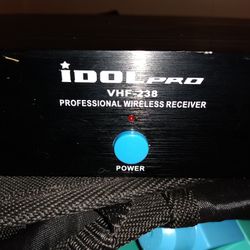 iDOLPRO
VHF-238
PROFESSIONAL WIRELESS RECEIVER
POWER